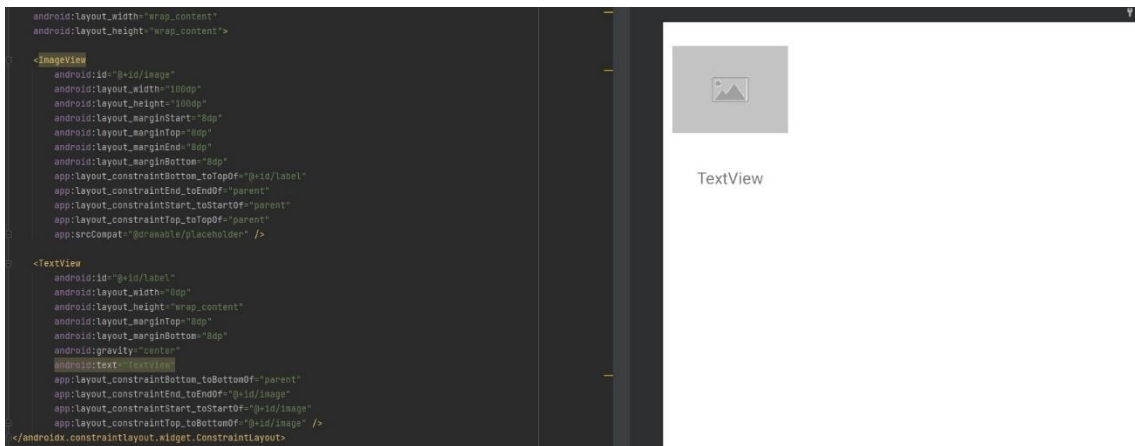 android:layout_width="wrap_content"
android:layout_height="wrap_content">
<ImageView
android:id="@+id/image"
android:layout_width="100dp"
android:layout_height="100dp"
android:layout_marginStart="8dp"
android:layout_marginTop="8dp"
android:layout_marginEnd="8dp"
android:layout_marginBottom="8dp"
app:layout_constraintBottom_toTopOf="@+id/label"
app:layout_constraintEnd_toEndOf="parent"
app:layout_constraintStart_toStartOf="parent"
app:layout_constraintTop_toTopOf="parent"
app:srcCompat="@drawable/placeholder" />
<TextView
android:id="@+id/label"
android:layout_width="0dp"
android:layout_height="wrap_content"
android:layout_marginTop="8dp"
android:layout_marginBottom="8dp"
android:gravity="center"
android:text="TextView"
app:layout_constraintBottom_toBottomOf="parent"
app:layout_constraintEnd_toEndOf="@+id/image"
app:layout_constraintStart_toStartOf="@+id/image"
app:layout_constraintTop_toBottomOf="@+id/image" />
</androidx.constraintlayout.widget.ConstraintLayout>
TextView